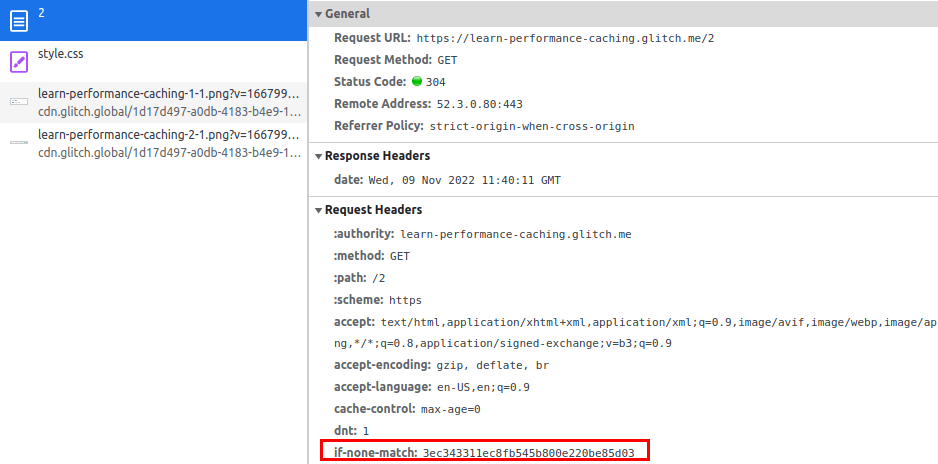 2
style.css
learn-performance-caching-1-1.png?v=166799…
cdn.glitch.global/1d17d497-a0db-4183-b4e9-1…
learn-performance-caching-2-1.png?v=166799…
cdn.glitch.global/1d17d497-a0db-4183-b4e9-1…
General
Request URL: https://learn-performance-caching.glitch.me/2
Request Method: GET
Status Code: 304
Remote Address: 52.3.0.80:443
Referrer Policy: strict-origin-when-cross-origin
Response Headers
date: Wed, 09 Nov 2022 11:40:11 GMT
Request Headers
:authority: learn-performance-caching.glitch.me
:method: GET
:path: /2
:scheme: https
accept: text/html,application/xhtml+xml,application/xml;q=0.9,image/avif,image/webp,image/ap
ng,*/*;q=0.8,application/signed-exchange;v=b3;q=0.9
accept-encoding: gzip, deflate, br
accept-language: en-US,en;q=0.9
cache-control: max-age=0
dnt: 1
if-none-match: 3ec343311ec8fb545b800e220be85d03